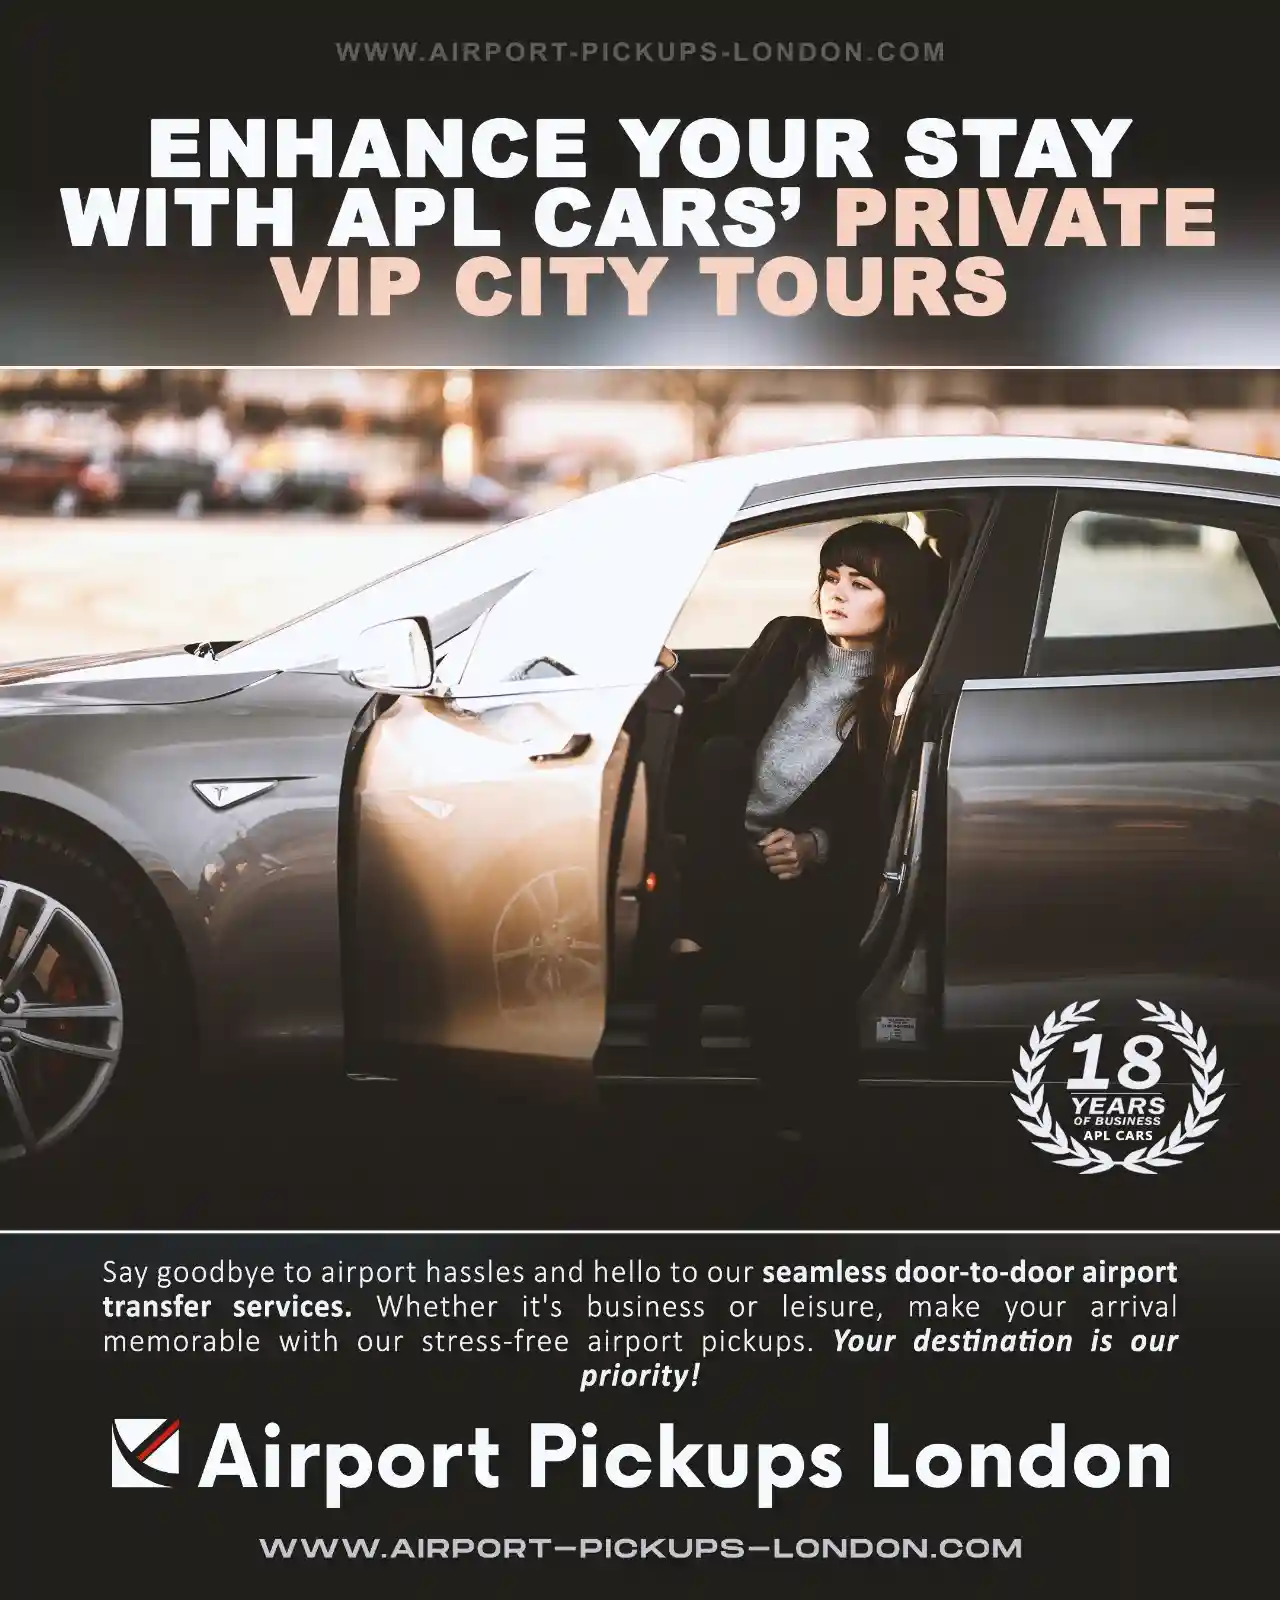 WWW.AIRPORT-PICKUPS-LONDON.COM
ENHANCE YOUR STAY
WITH APL CARS’ PRIVATE
VIP CITY TOURS
18
YEARS
OF BUSINESS
APL CARS
Say goodbye to airport hassles and hello to our seamless door-to-door airport
transfer services. Whether it's business or leisure, make your arrival
memorable with our stress-free airport pickups. Your destination is our
priority!
Airport Pickups London
WWW.AIRPORT-PICKUPS-LONDON.COM